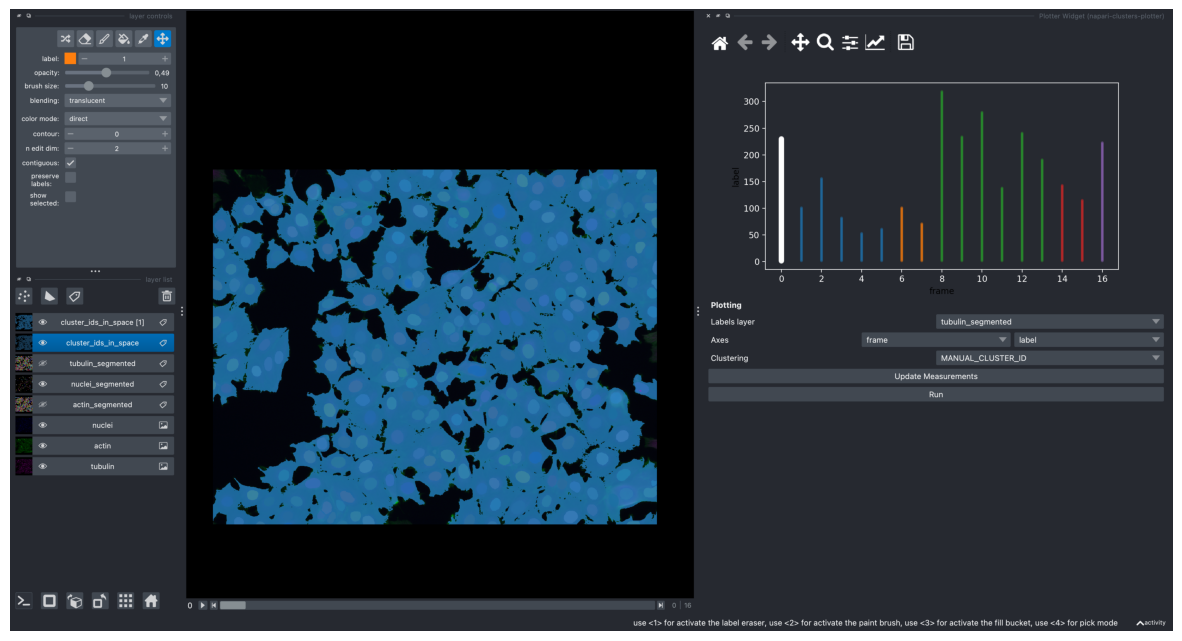 layer controls
label:
1
opacity:
0,49
brush size:
10
blending:
translucent
color mode:
direct
contour:
0
n edit dim:
2
contiguous:
preserve
labels:
show
selected:
layer list
cluster_ids_in_space [1]
cluster_ids_in_space
tubulin_segmented
nuclei_segmented
actin_segmented
nuclei
actin
tubulin
0
0 | 16
Plotter Widget (napari-clusters-plotter)
300
250
200
150
100
50
0
label
0 2 4 6 8 10 12 14 16
frame
Plotting
Labels layer
tubulin_segmented
Axes
frame
label
Clustering
MANUAL_CLUSTER_ID
Update Measurements
Run
use <1> for activate the label eraser, use <2> for activate the paint brush, use <3> for activate the fill bucket, use <4> for pick mode
activity